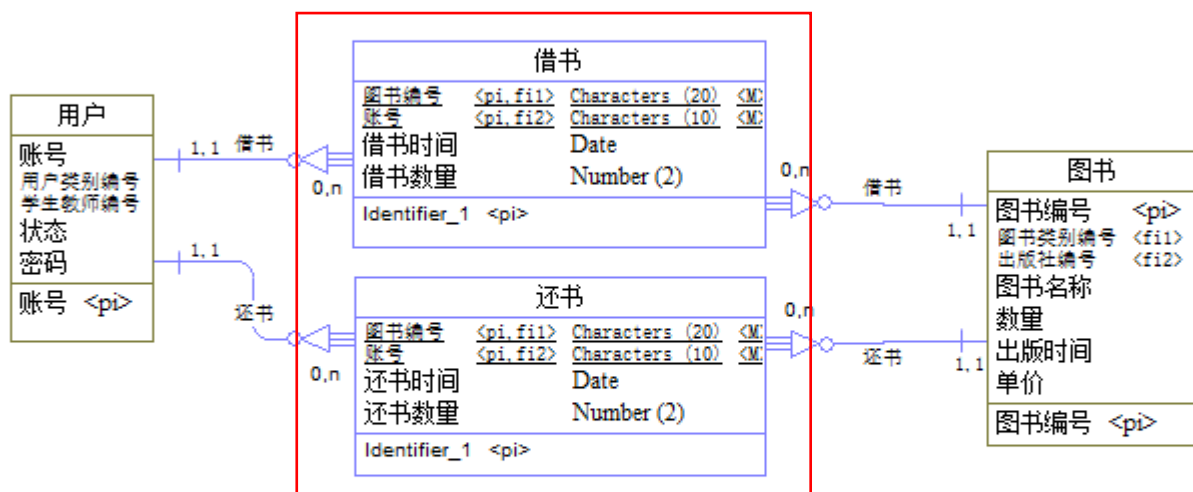 用户
账号
用户类别编号
学生教师编号
状态
密码
账号 <pi>
1,1 借书
0,n
1,1
还书
0,n
借书
图书编号 <pi,fi1> Characters (20) <M>
账号 <pi,fi2> Characters (10) <M>
借书时间 Date
借书数量 Number (2)
Identifier_1 <pi>
还书
图书编号 <pi,fi1> Characters (20) <M>
账号 <pi,fi2> Characters (10) <M>
还书时间 Date
还书数量 Number (2)
Identifier_1 <pi>
0,n
借书
1,1
0,n
还书
1,1
图书
图书编号 <pi>
图书类别编号 <fi1>
出版社编号 <fi2>
图书名称
数量
出版时间
单价
图书编号 <pi>